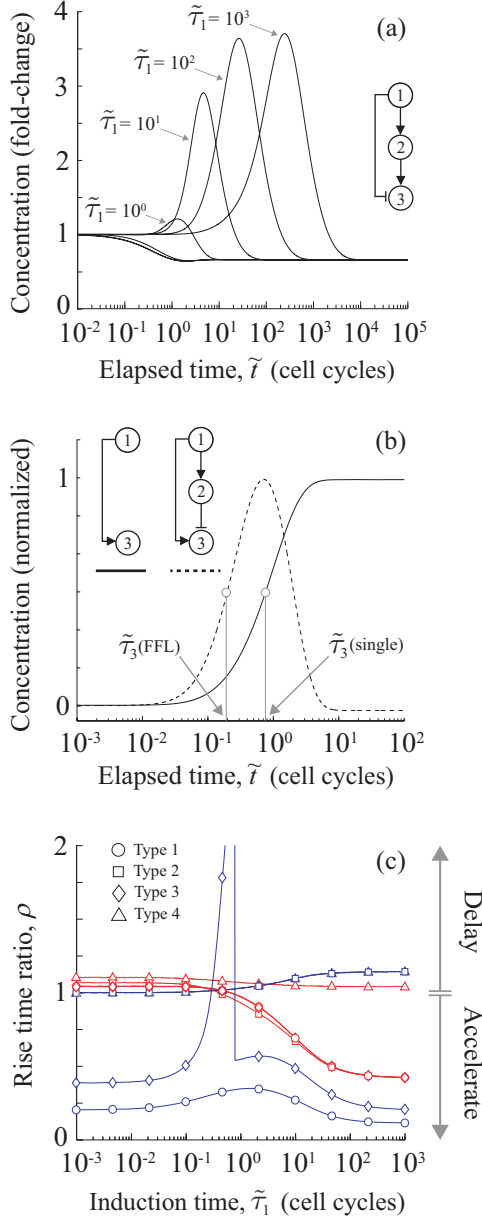 (a)
Concentration (fold-change)
4
3
2
1
0
τ̃₁= 10³
τ̃₁= 10²
τ̃₁= 10¹
τ̃₁= 10⁰
1
2
3
10⁻² 10⁻¹ 10⁰ 10¹ 10² 10³ 10⁴ 10⁵
Elapsed time, t̃ (cell cycles)
(b)
Concentration (normalized)
1
0
1
3
1
2
3
τ̃₃(FFL)
τ̃₃(single)
10⁻³ 10⁻² 10⁻¹ 10⁰ 10¹ 10²
Elapsed time, t̃ (cell cycles)
(c)
Rise time ratio, ρ
2
1
0
Type 1
Type 2
Type 3
Type 4
Delay
Accelerate
10⁻³ 10⁻² 10⁻¹ 10⁰ 10¹ 10² 10³
Induction time, τ̃₁ (cell cycles)